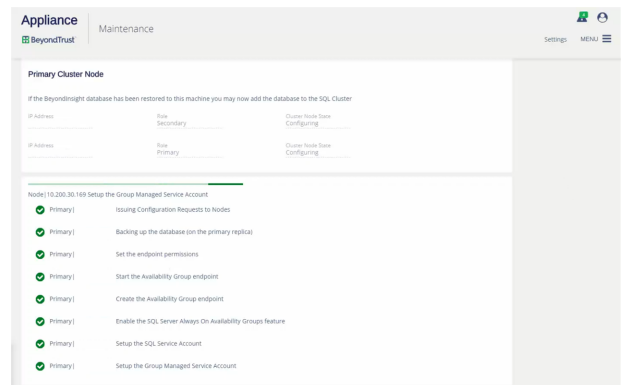 Appliance
BeyondTrust
Maintenance
4
Settings MENU
Primary Cluster Node
If the BeyondInsight database has been restored to this machine you may now add the database to the SQL Cluster
IP Address Role Cluster Node State
Secondary Configuring
IP Address Role Cluster Node State
Primary Configuring
Node|10.200.30.169 Setup the Group Managed Service Account
Primary| Issuing Configuration Requests to Nodes
Primary| Backing up the database (on the primary replica)
Primary| Set the endpoint permissions
Primary| Start the Availability Group endpoint
Primary| Create the Availability Group endpoint
Primary| Enable the SQL Server Always On Availability Groups feature
Primary| Setup the SQL Service Account
Primary| Setup the Group Managed Service Account